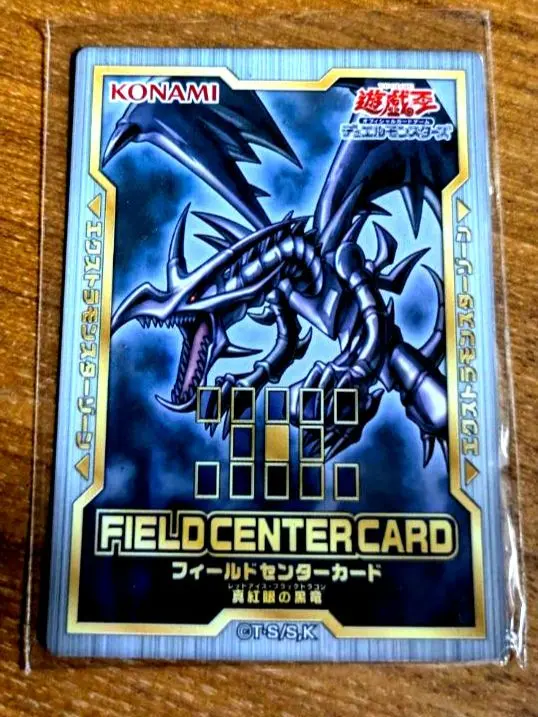 KONAMI
遊戯王
オフィシャルカードゲーム
デュエルモンスターズ
エクストラモンスターゾーン
エクストラモンスターゾーン
FIELD CENTER CARD
フィールドセンターカード
レッドアイズ・ブラックドラゴン
真紅眼の黒竜
©T･S/S,K